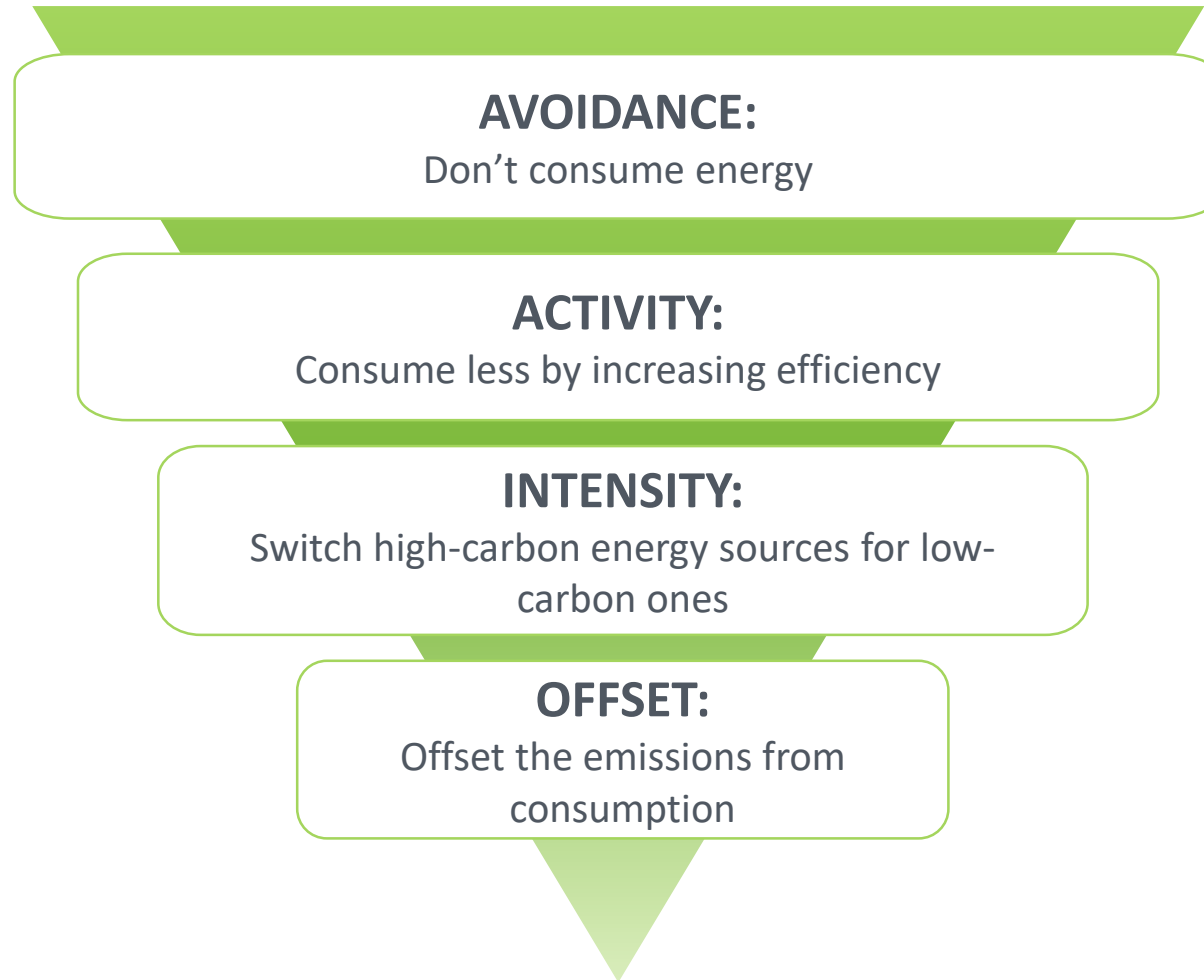 AVOIDANCE:
Don’t consume energy
ACTIVITY:
Consume less by increasing efficiency
INTENSITY:
Switch high-carbon energy sources for low-
carbon ones
OFFSET:
Offset the emissions from
consumption